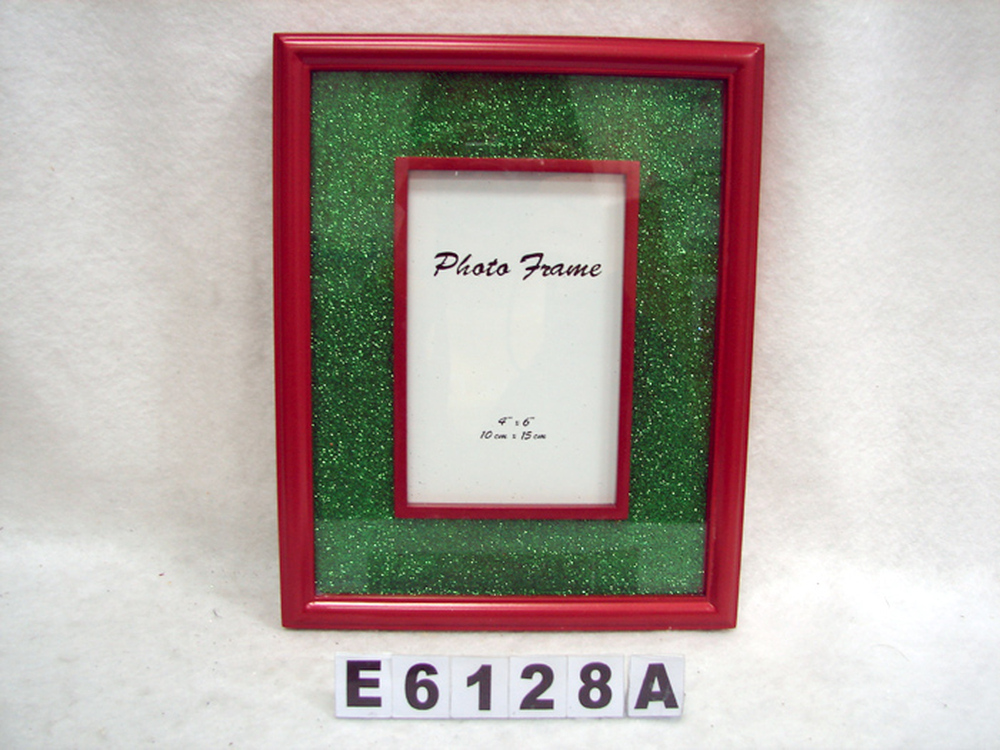 Photo Frame
4" x 6"
10 cm x 15 cm
E6128A